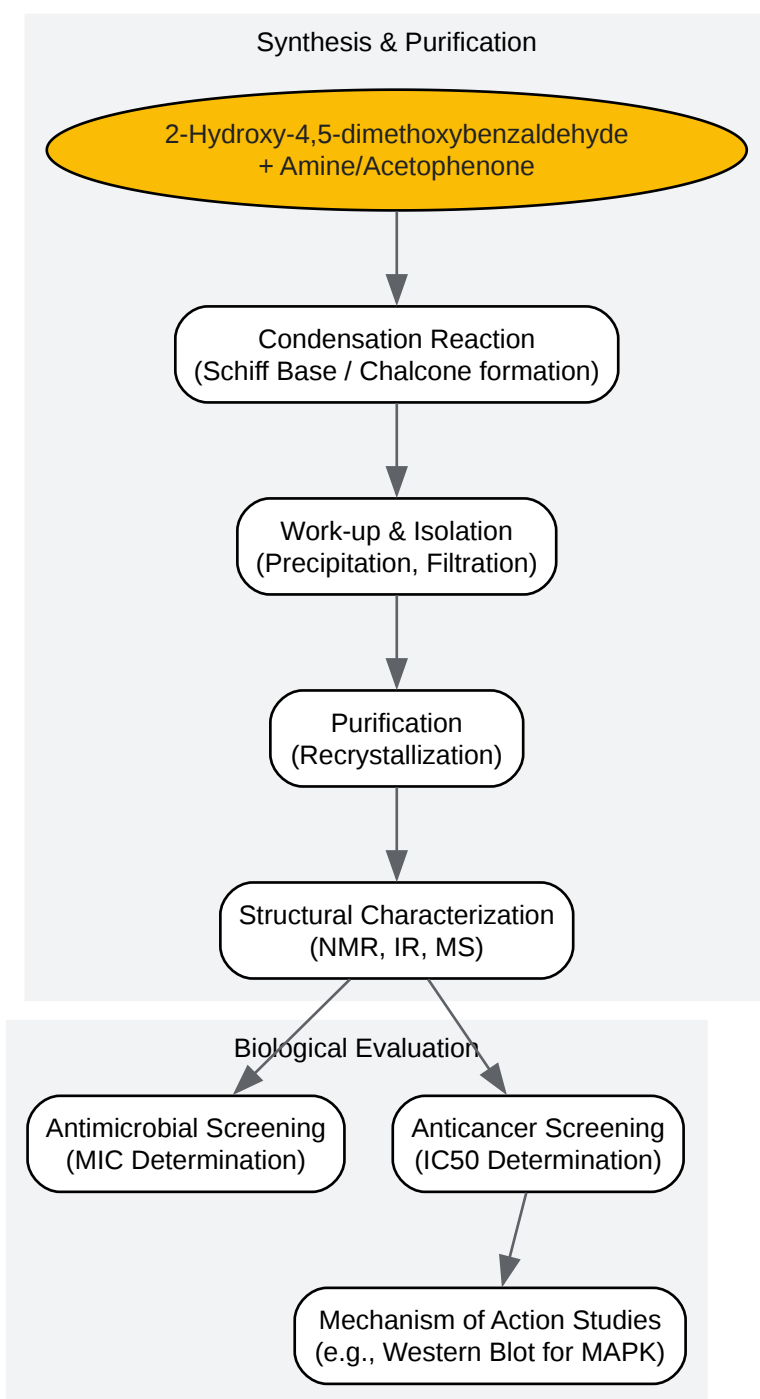 Synthesis & Purification
2-Hydroxy-4,5-dimethoxybenzaldehyde
+ Amine/Acetophenone
Condensation Reaction
(Schiff Base / Chalcone formation)
Work-up & Isolation
(Precipitation, Filtration)
Purification
(Recrystallization)
Structural Characterization
(NMR, IR, MS)
Biological Evaluation
Antimicrobial Screening
(MIC Determination)
Anticancer Screening
(IC50 Determination)
Mechanism of Action Studies
(e.g., Western Blot for MAPK)